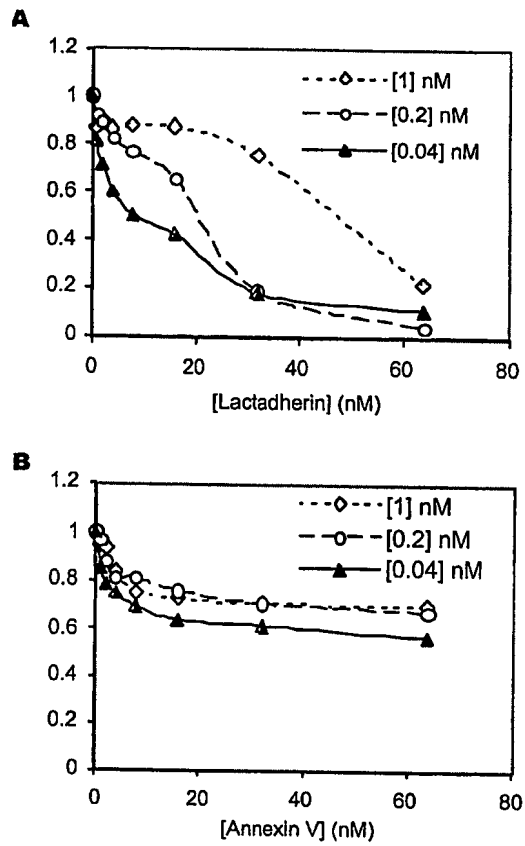 A
1.2
1
0.8
0.6
0.4
0.2
0
[1] nM
[0.2] nM
[0.04] nM
0 20 40 60 80
[Lactadherin] (nM)
B
1.2
1
0.8
0.6
0.4
0.2
0
[1] nM
[0.2] nM
[0.04] nM
0 20 40 60 80
[Annexin V] (nM)